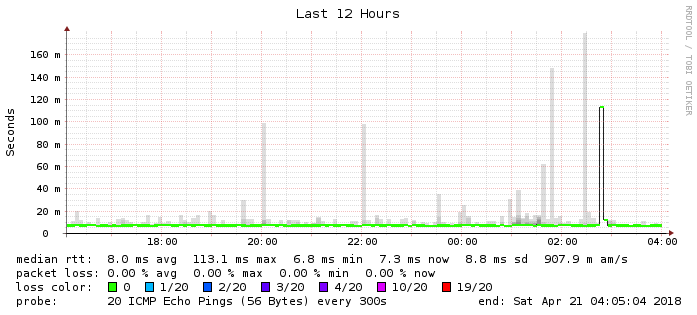 Last 12 Hours
RRDTOOL / TOBI OETIKER
Seconds
160 m
140 m
120 m
100 m
80 m
60 m
40 m
20 m
0
18:00 20:00 22:00 00:00 02:00 04:00
median rtt: 8.0 ms avg 113.1 ms max 6.8 ms min 7.3 ms now 8.8 ms sd 907.9 m am/s
packet loss: 0.00 % avg 0.00 % max 0.00 % min 0.00 % now
loss color: 0 1/20 2/20 3/20 4/20 10/20 19/20
probe: 20 ICMP Echo Pings (56 Bytes) every 300s end: Sat Apr 21 04:05:04 2018